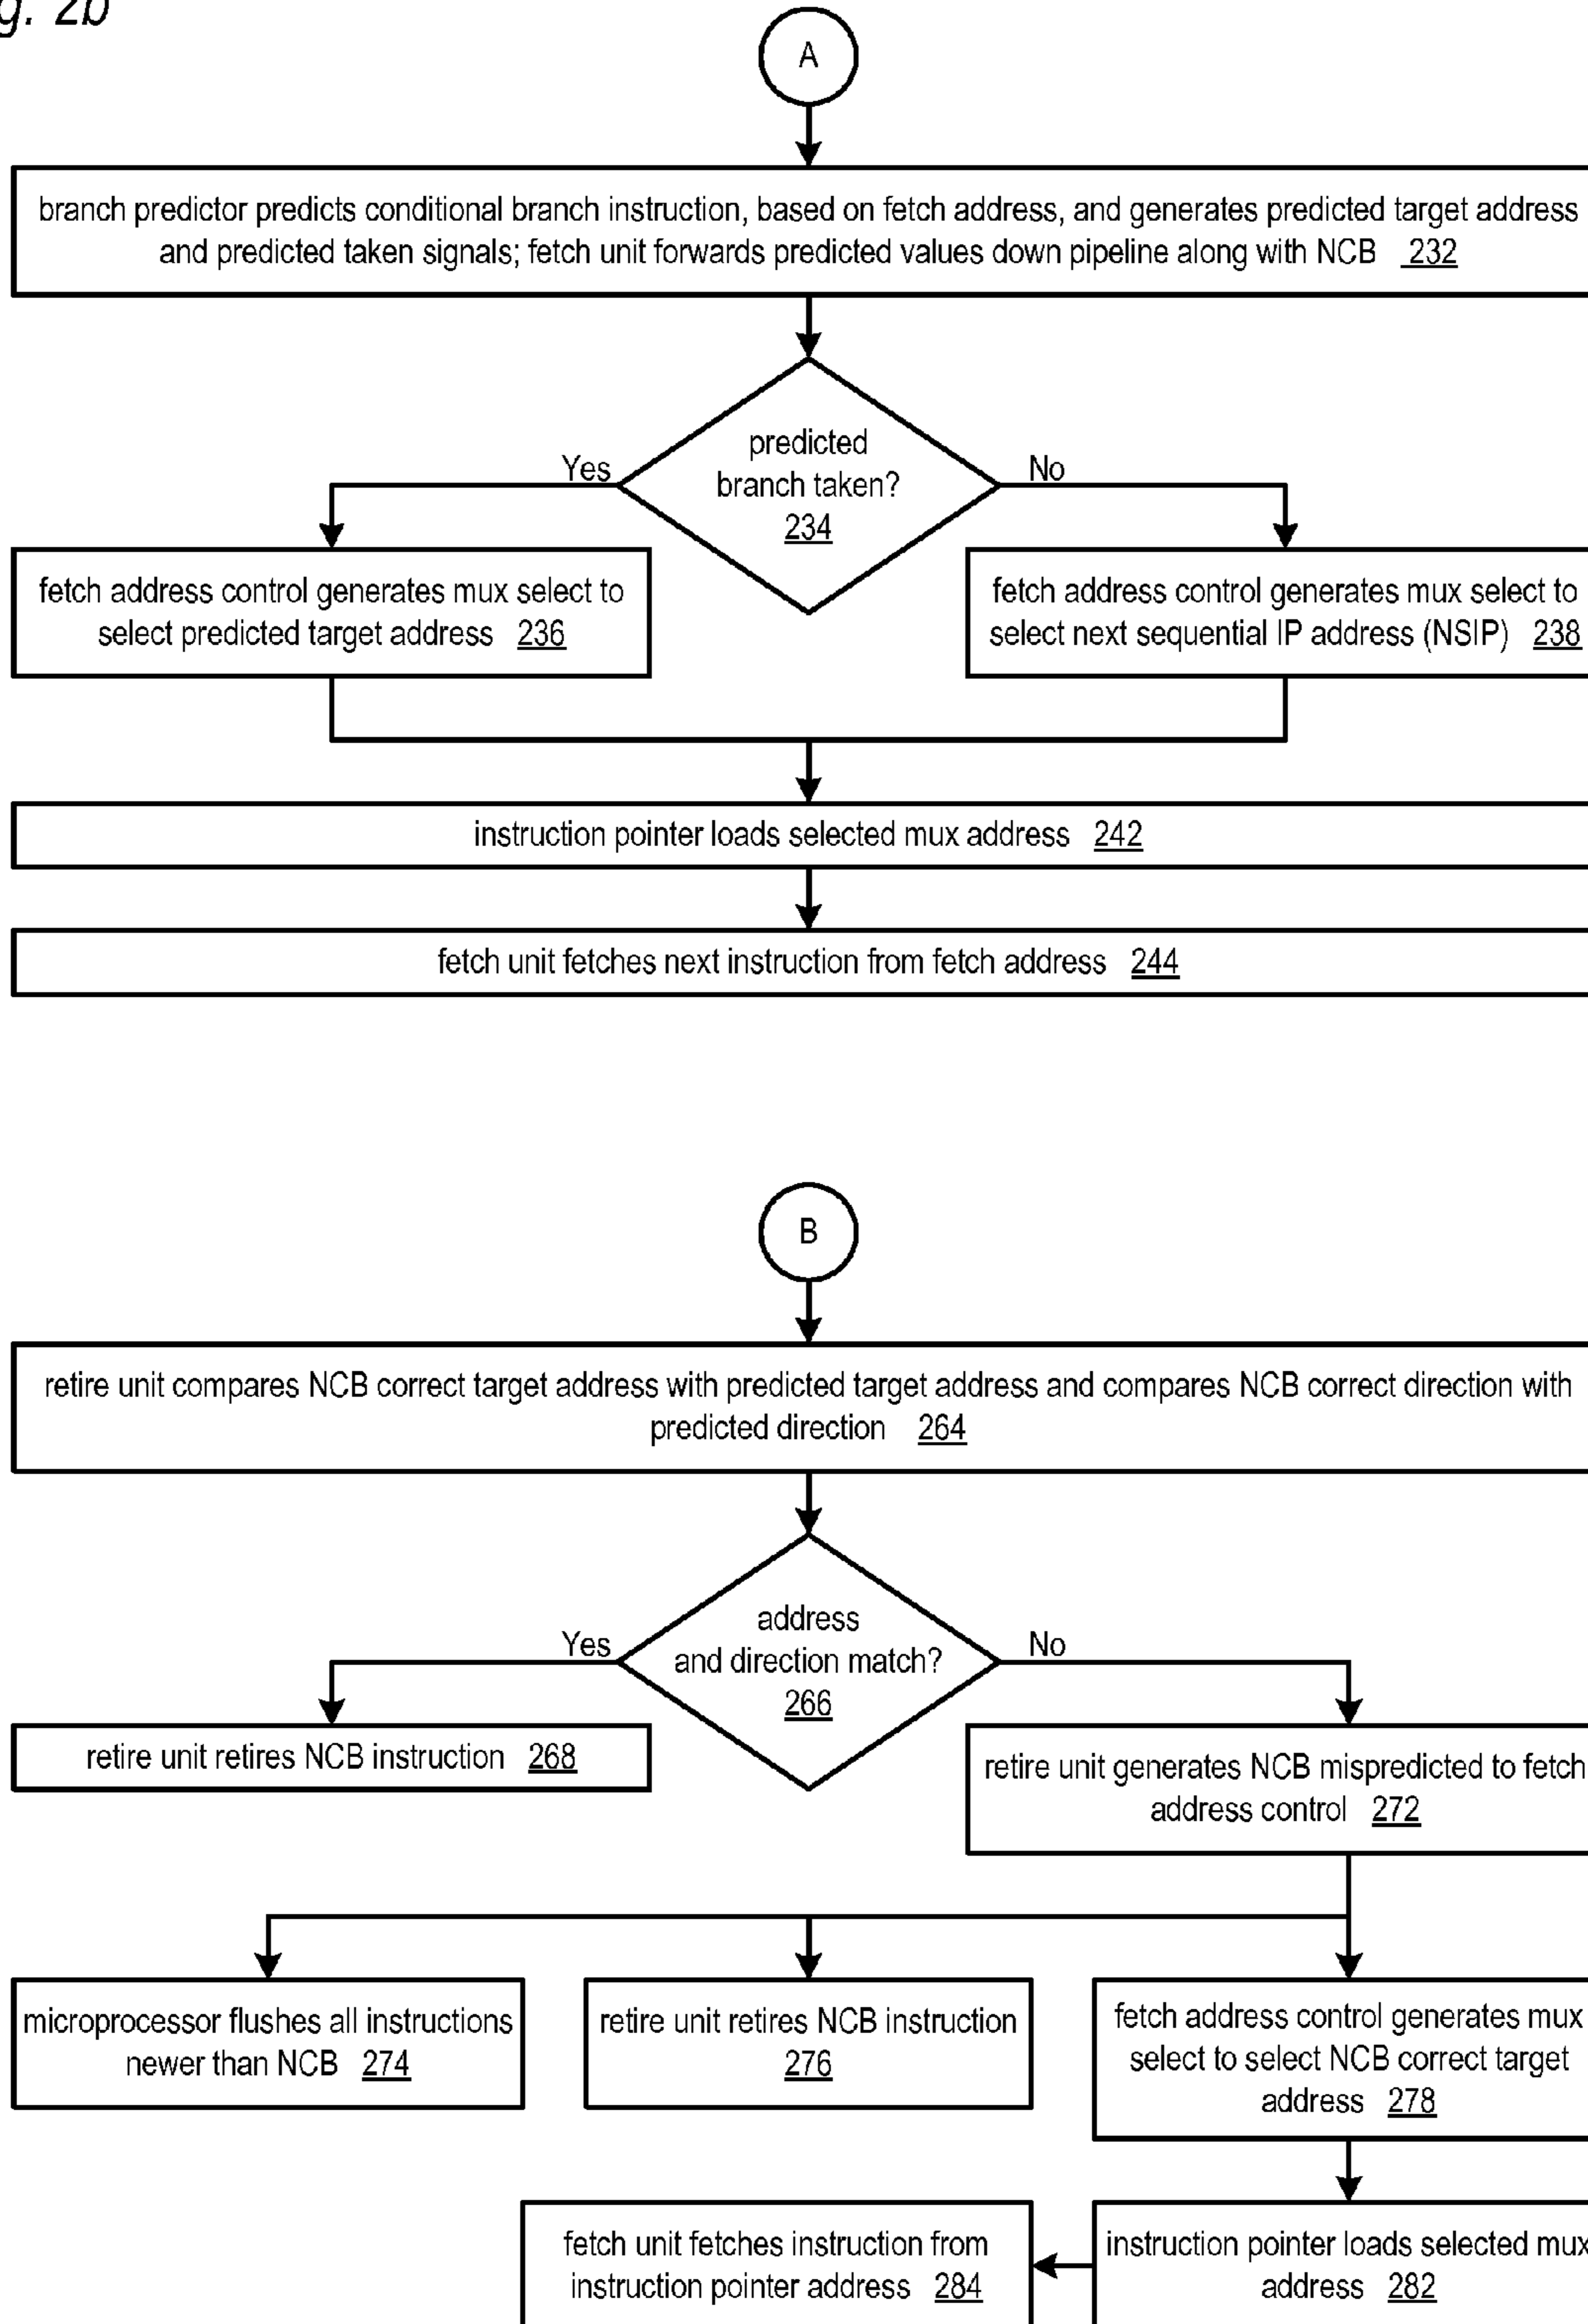 g. 2b
A
branch predictor predicts conditional branch instruction, based on fetch address, and generates predicted target address
and predicted taken signals; fetch unit forwards predicted values down pipeline along with NCB 232
predicted
branch taken?
234
Yes
No
fetch address control generates mux select to
select predicted target address 236
fetch address control generates mux select to
select next sequential IP address (NSIP) 238
instruction pointer loads selected mux address 242
fetch unit fetches next instruction from fetch address 244
B
retire unit compares NCB correct target address with predicted target address and compares NCB correct direction with
predicted direction 264
address
and direction match?
266
Yes
No
retire unit retires NCB instruction 268
retire unit generates NCB mispredicted to fetch
address control 272
microprocessor flushes all instructions
newer than NCB 274
retire unit retires NCB instruction
276
fetch address control generates mux
select to select NCB correct target
address 278
fetch unit fetches instruction from
instruction pointer address 284
instruction pointer loads selected mux
address 282